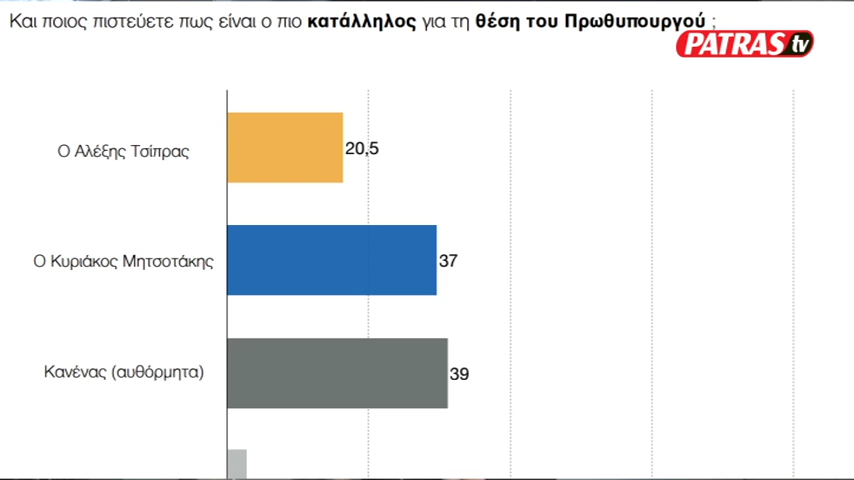 Και ποιος πιστεύετε πως είναι ο πιο κατάλληλος για τη θέση του Πρωθυπουργού ;
PATRAS tv
Ο Αλέξης Τσίπρας 20,5
Ο Κυριάκος Μητσοτάκης 37
Κανένας (αυθόρμητα) 39